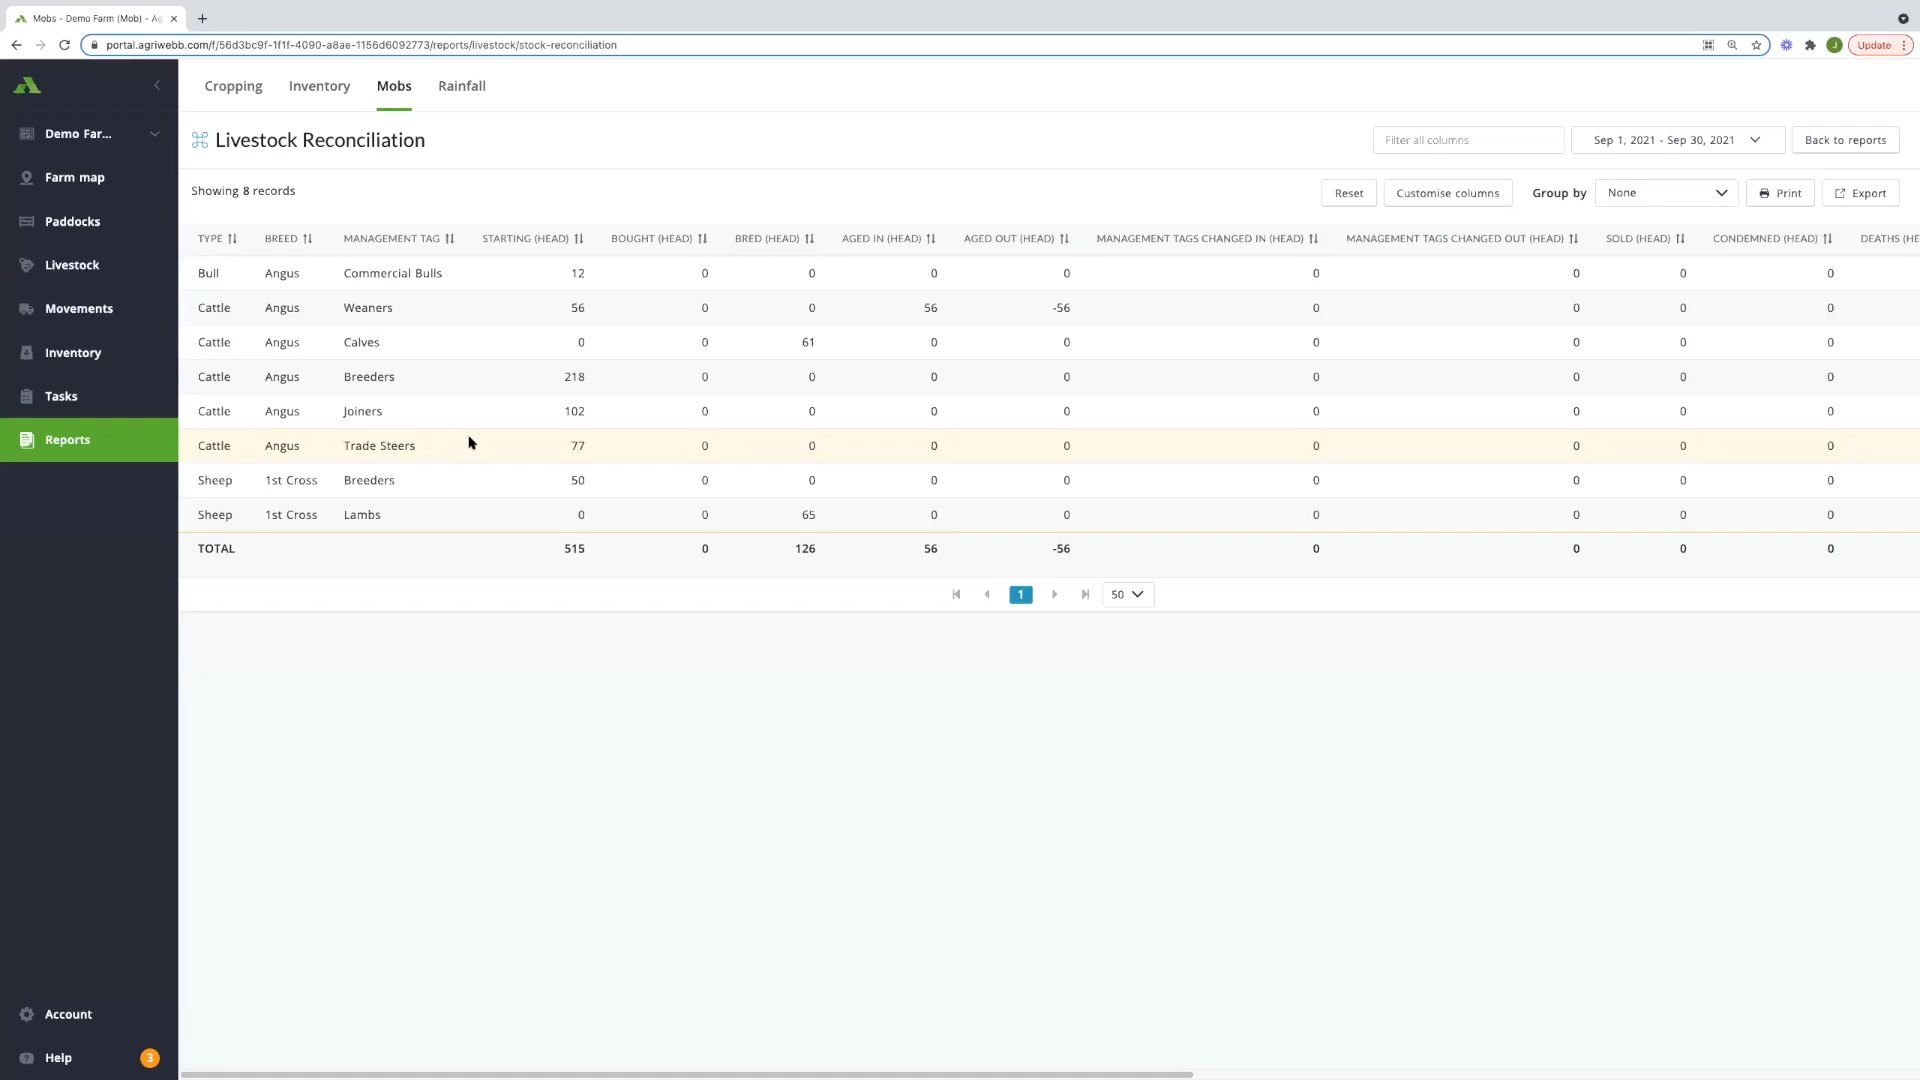 Mobs - Demo Farm (Mob) - Ag
portal.agriwebb.com/f/56d3bc9f-1f1f-4090-a8ae-1156d6092773/reports/livestock/stock-reconciliation
J
Update
Demo Far...
Farm map
Paddocks
Livestock
Movements
Inventory
Tasks
Reports
Account
Help 3
Cropping Inventory Mobs Rainfall
Livestock Reconciliation
Filter all columns Sep 1, 2021 - Sep 30, 2021 Back to reports
Showing 8 records
Reset Customise columns Group by None Print Export
TYPE BREED MANAGEMENT TAG STARTING (HEAD) BOUGHT (HEAD) BRED (HEAD) AGED IN (HEAD) AGED OUT (HEAD) MANAGEMENT TAGS CHANGED IN (HEAD) MANAGEMENT TAGS CHANGED OUT (HEAD) SOLD (HEAD) CONDEMNED (HEAD) DEATHS (HE
Bull Angus Commercial Bulls 12 0 0 0 0 0 0 0 0
Cattle Angus Weaners 56 0 0 56 -56 0 0 0 0
Cattle Angus Calves 0 0 61 0 0 0 0 0 0
Cattle Angus Breeders 218 0 0 0 0 0 0 0 0
Cattle Angus Joiners 102 0 0 0 0 0 0 0 0
Cattle Angus Trade Steers 77 0 0 0 0 0 0 0 0
Sheep 1st Cross Breeders 50 0 0 0 0 0 0 0 0
Sheep 1st Cross Lambs 0 0 65 0 0 0 0 0 0
TOTAL 515 0 126 56 -56 0 0 0 0
1 50